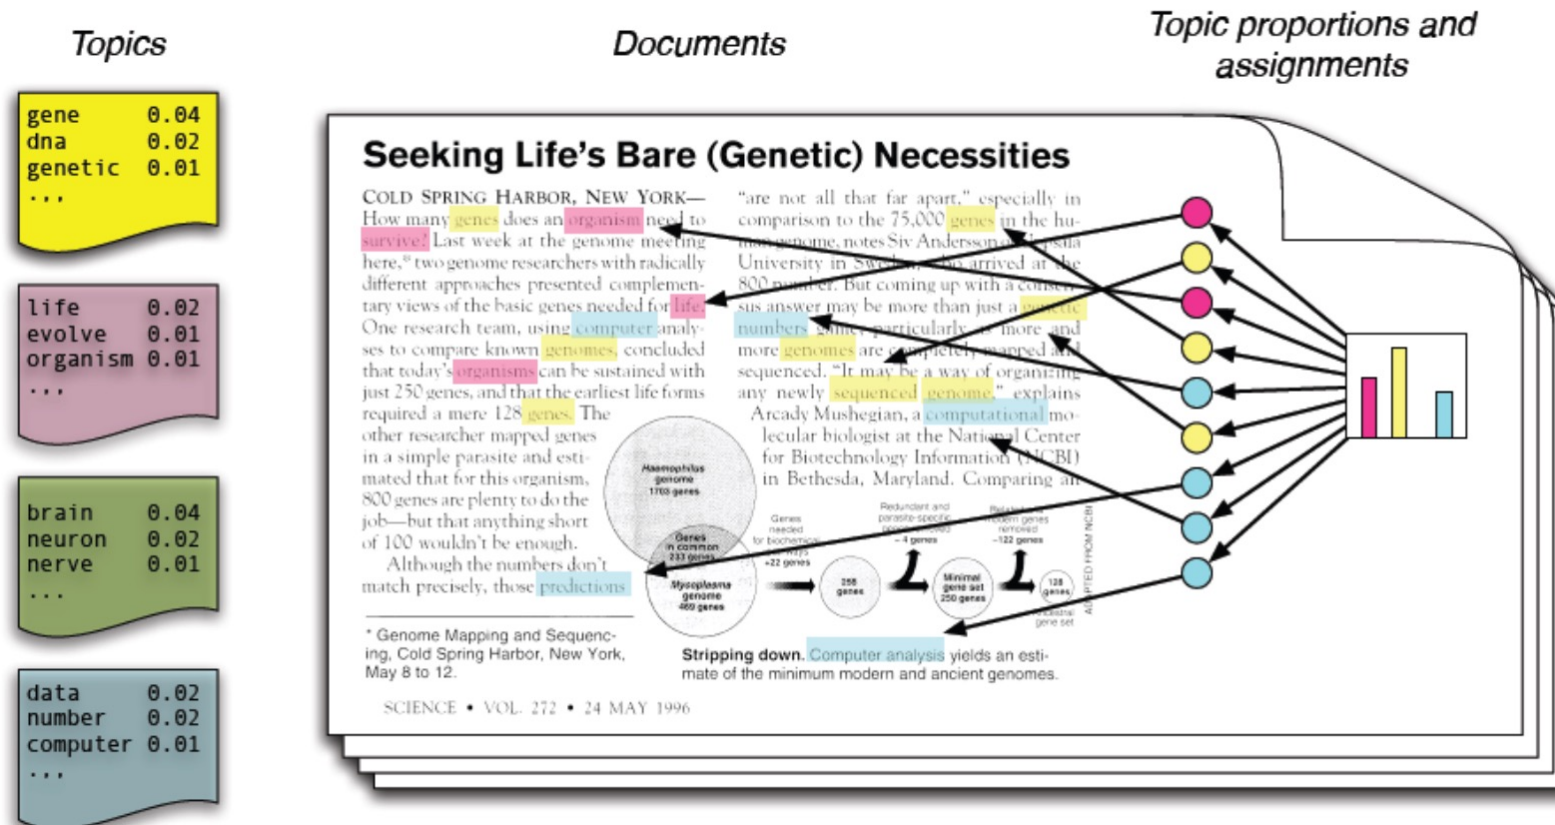 Topics
Documents
Topic proportions and
assignments
gene 0.04
dna 0.02
genetic 0.01
...
life 0.02
evolve 0.01
organism 0.01
...
brain 0.04
neuron 0.02
nerve 0.01
...
data 0.02
number 0.02
computer 0.01
...
Seeking Life's Bare (Genetic) Necessities
COLD SPRING HARBOR, NEW YORK—
How many genes does an organism need to
survive? Last week at the genome meeting
here,* two genome researchers with radically
different approaches presented complemen-
tary views of the basic genes needed for life.
One research team, using computer analy-
ses to compare known genomes, concluded
that today's organisms can be sustained with
just 250 genes, and that the earliest life forms
required a mere 128 genes. The
other researcher mapped genes
in a simple parasite and esti-
mated that for this organism,
800 genes are plenty to do the
job—but that anything short
of 100 wouldn't be enough.
Although the numbers don't
match precisely, those predictions
* Genome Mapping and Sequenc-
ing, Cold Spring Harbor, New York,
May 8 to 12.
"are not all that far apart," especially in
comparison to the 75,000 genes in the hu-
man genome, notes Siv Andersson of Uppsala
University in Sweden, who arrived at the
800 number. But coming up with a consen-
sus answer may be more than just a genetic
numbers game, particularly as more and
more genomes are completely mapped and
sequenced. "It may be a way of organizing
any newly sequenced genome," explains
Arcady Mushegian, a computational mo-
lecular biologist at the National Center
for Biotechnology Information (NCBI)
in Bethesda, Maryland. Comparing an
Haemophilus
genome
1703 genes
Genes
in common
233 genes
Mycoplasma
genome
469 genes
Genes
needed
for biochemical
+22 genes
genes
Redundant and
parasite-specific
– 4 genes
Minimal
gene set
250 genes
modern genes
removed
–122 genes
128
genes
gene set
ADAPTED FROM NCBI
Stripping down. Computer analysis yields an esti-
mate of the minimum modern and ancient genomes.
SCIENCE • VOL. 272 • 24 MAY 1996